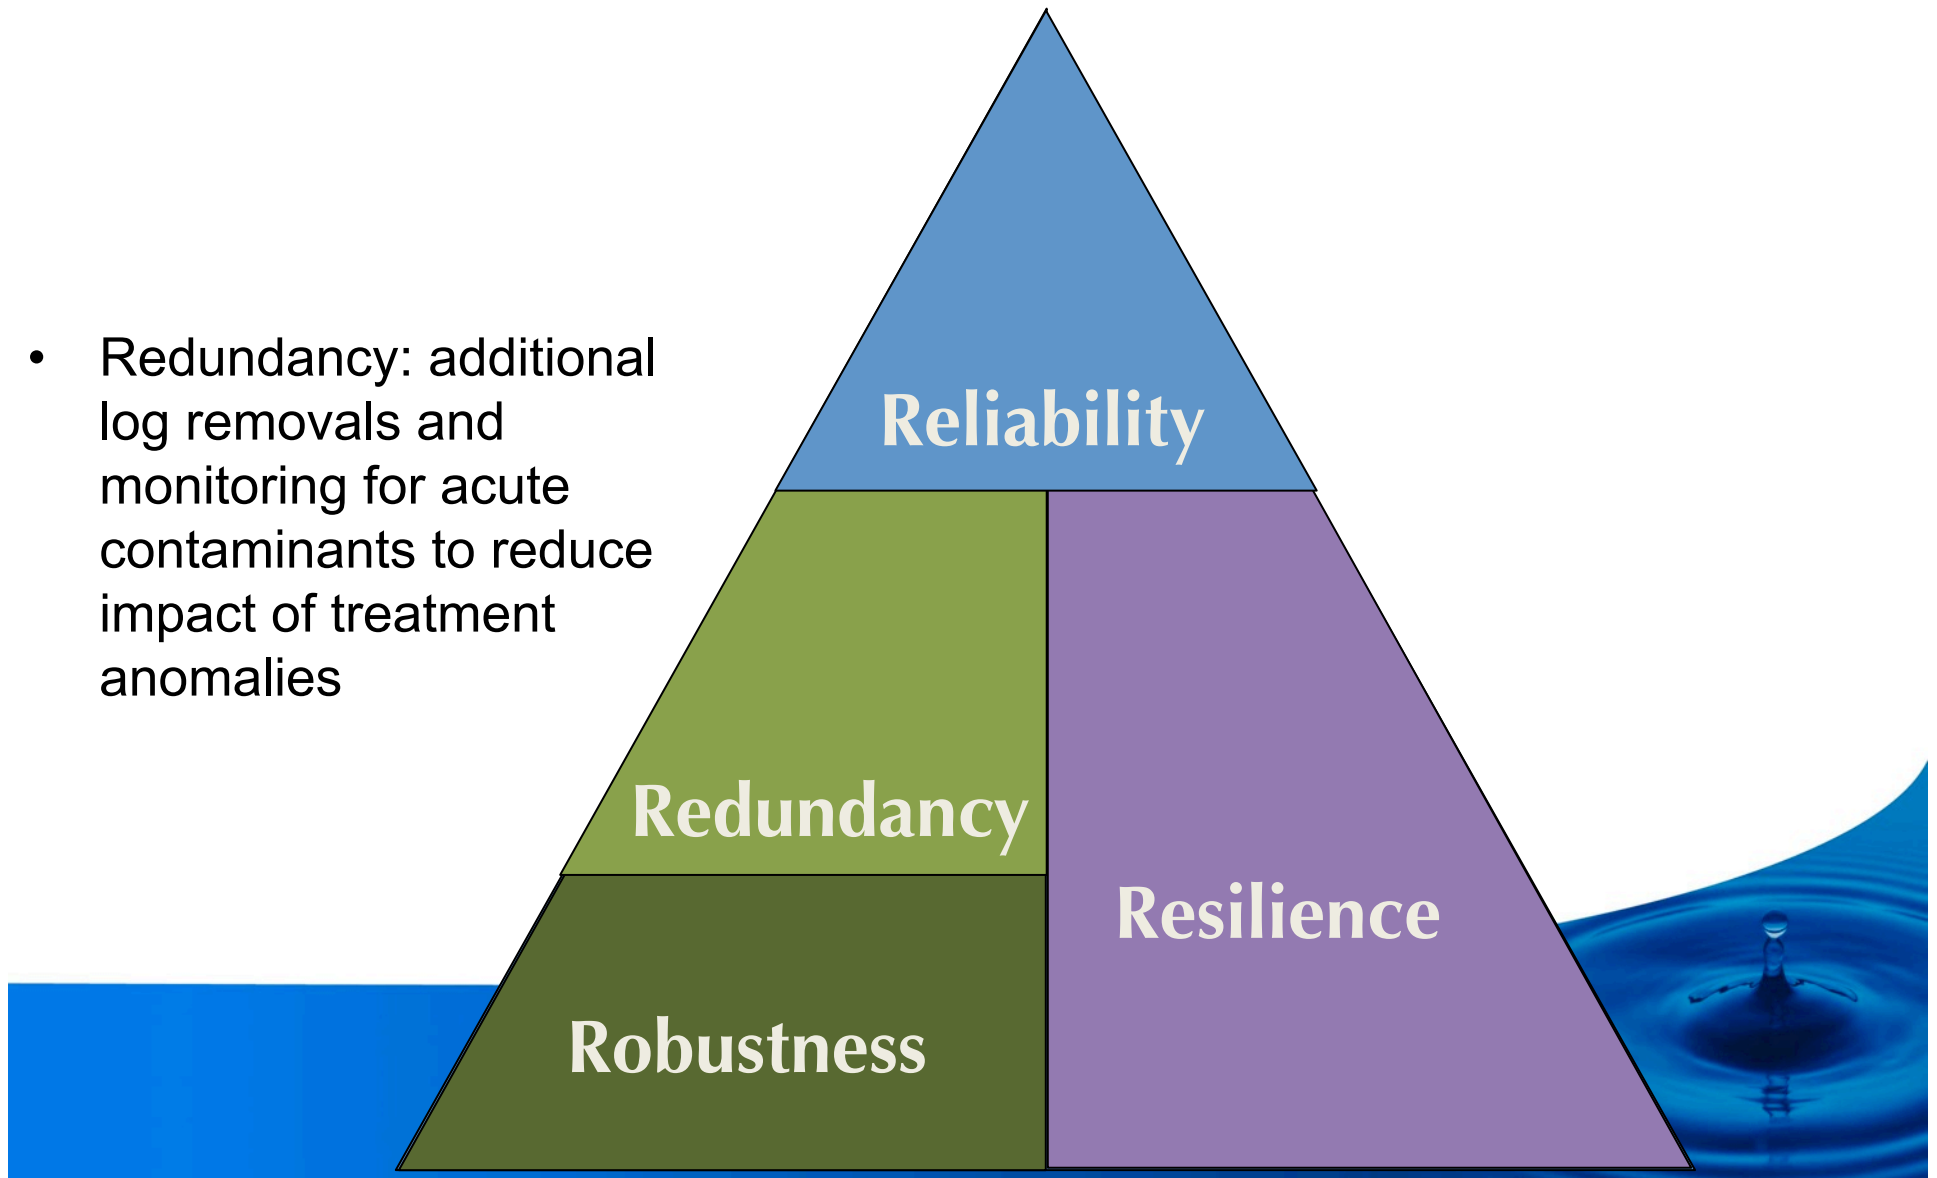 • Redundancy: additional
log removals and
monitoring for acute
contaminants to reduce
impact of treatment
anomalies
Reliability
Redundancy
Resilience
Robustness